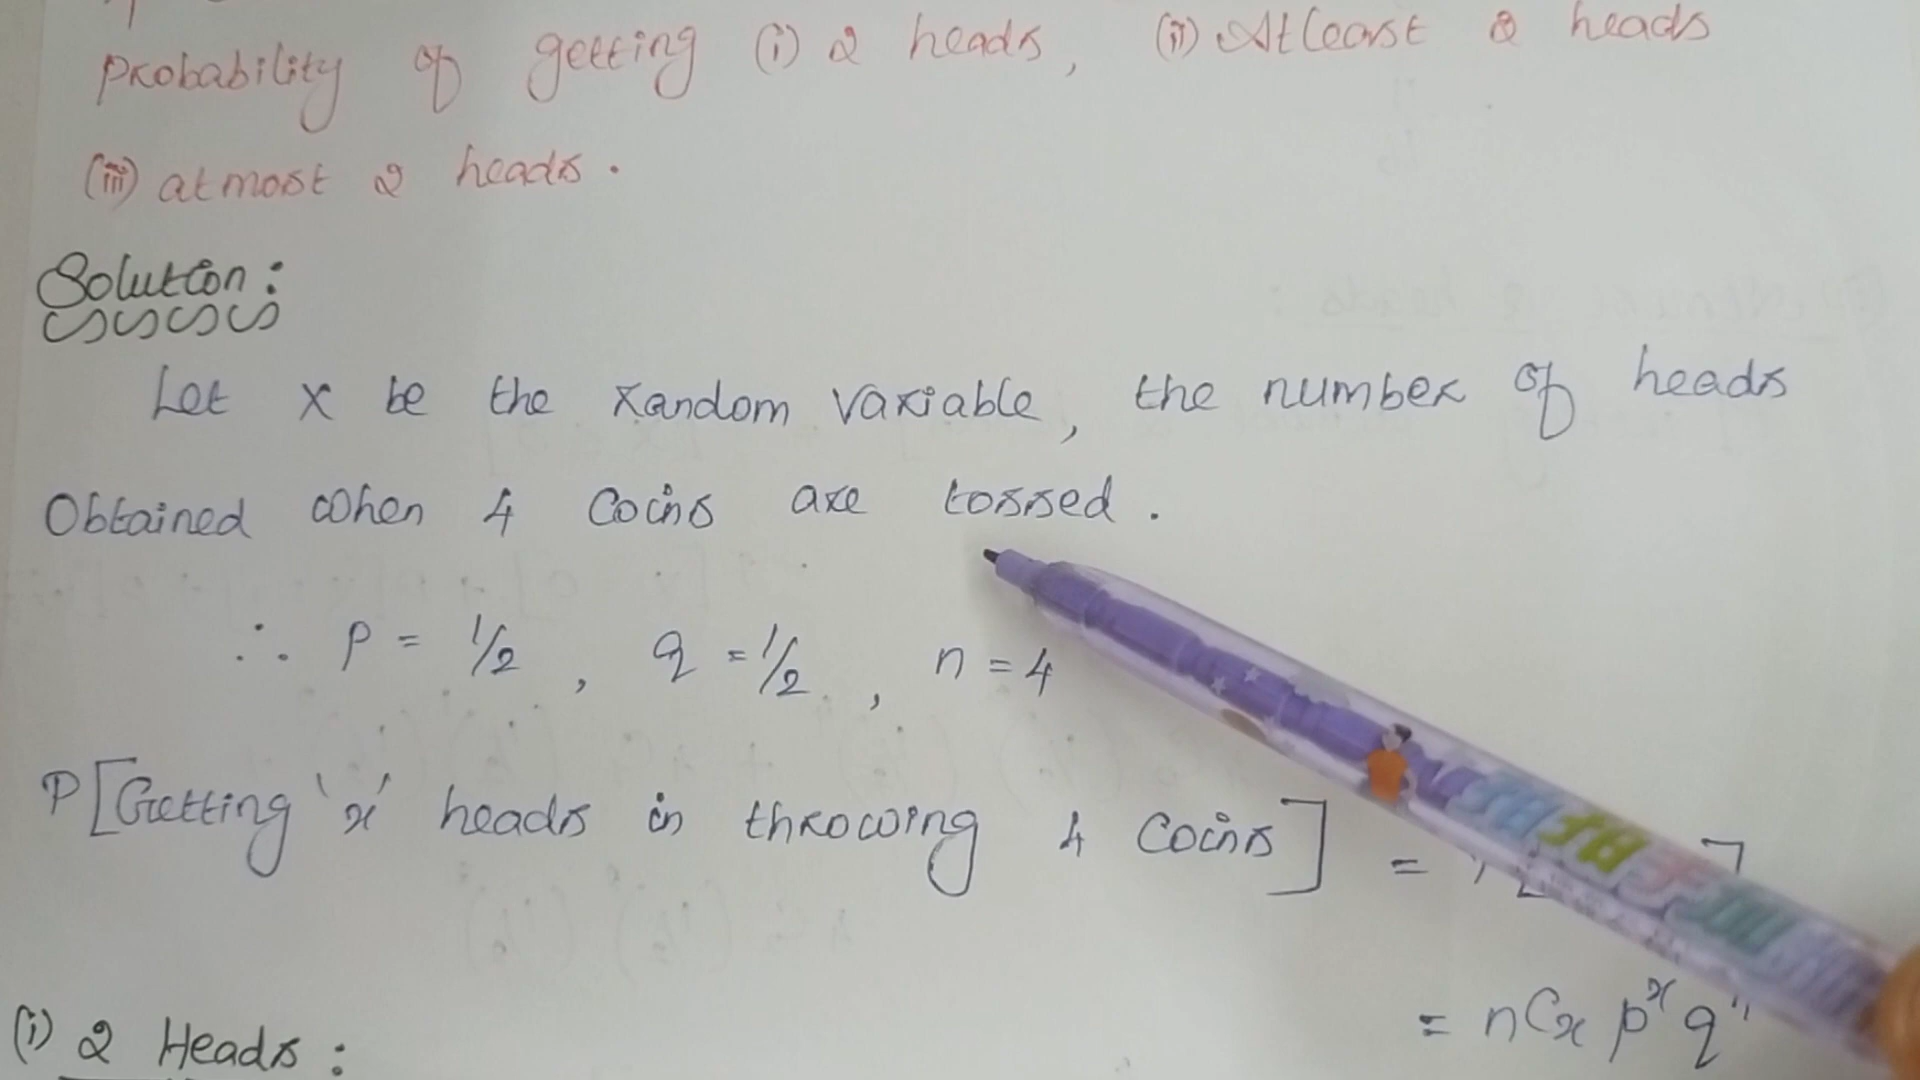 probability of getting (i) 2 heads, (ii) Atleast 2 heads
(iii) atmost 2 heads.
Solution:
Let X be the random variable, the number of heads
Obtained when 4 coins are tossed.
∴ p = 1/2, q = 1/2, n = 4
P[Getting 'x' heads in throwing 4 coins] =
= nCx p^x q
(i) 2 Heads: